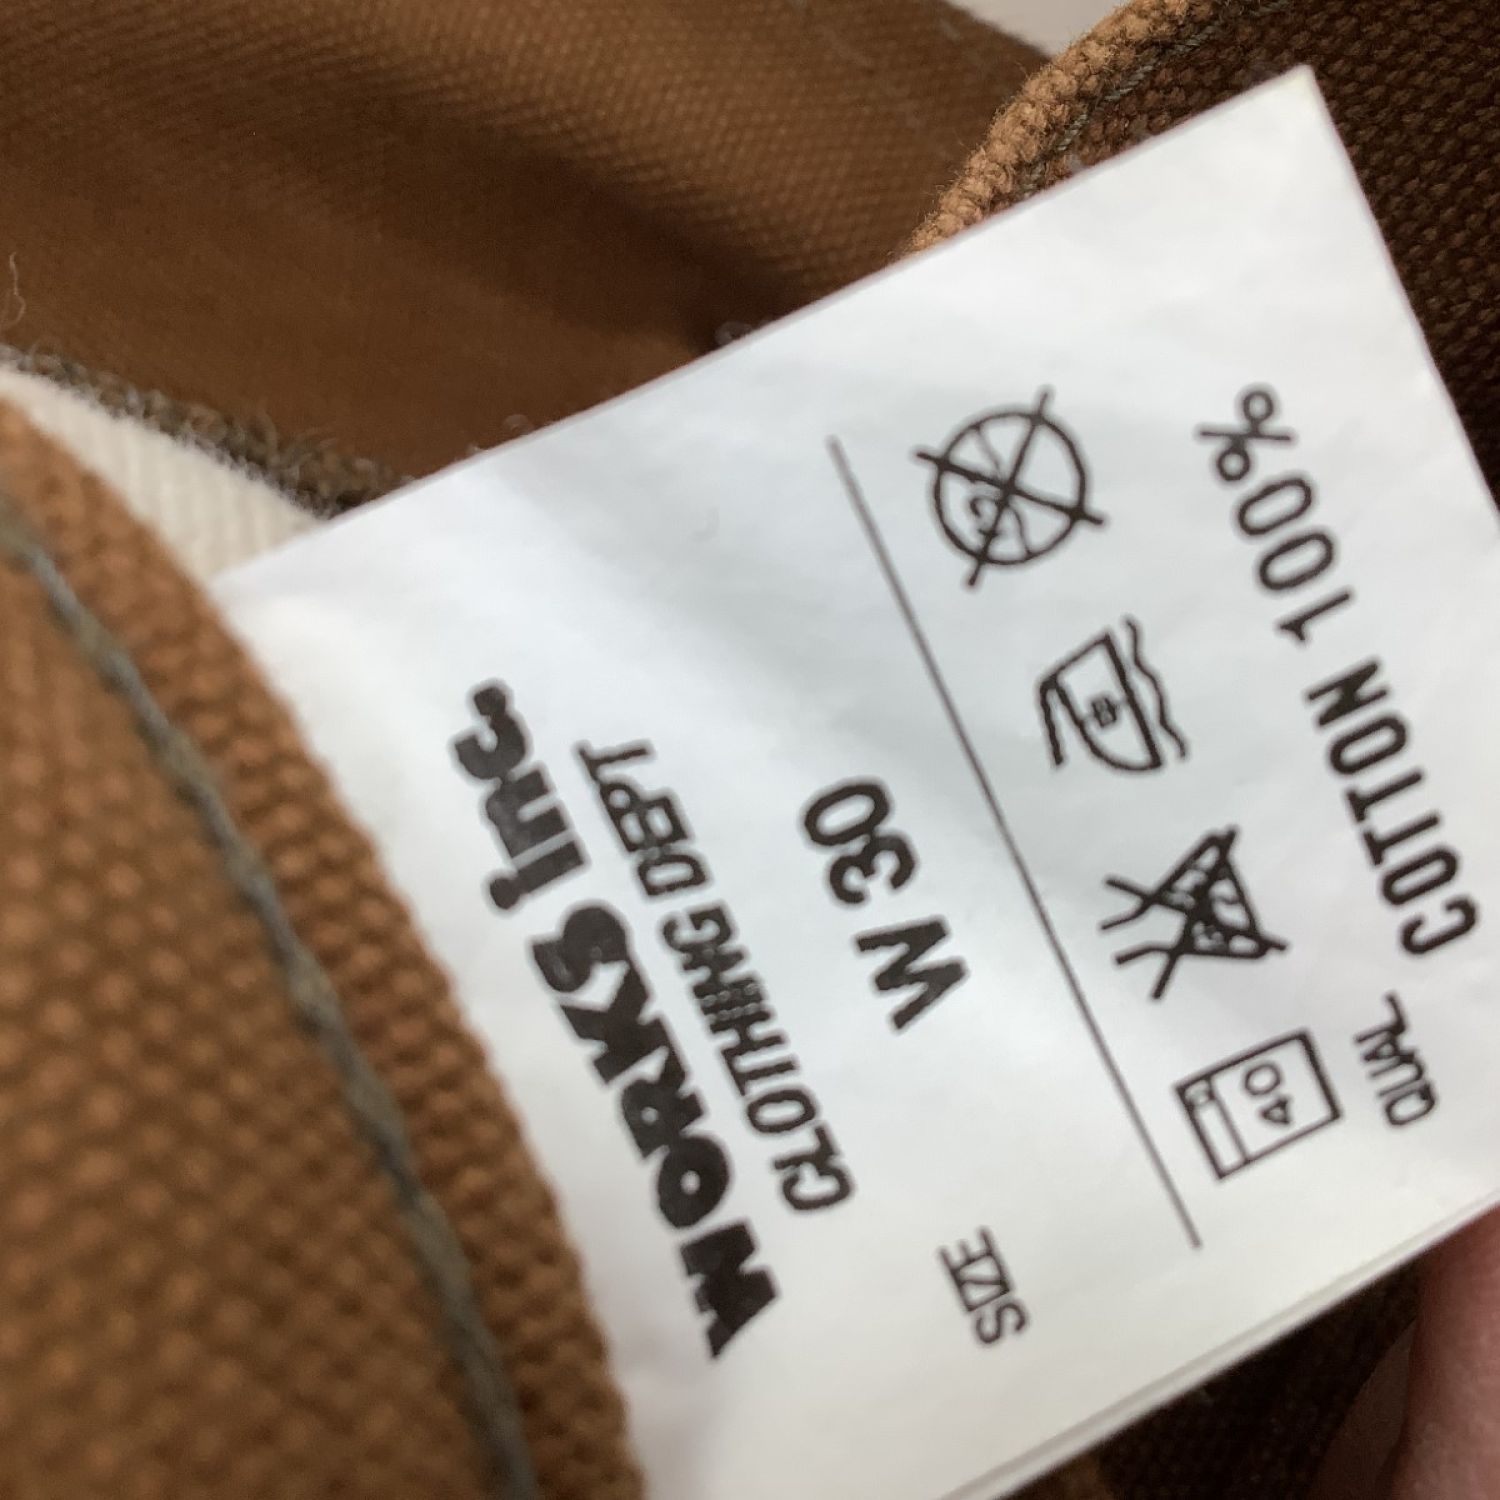 WORKS inc.
CLOTHING DEPT
SIZE W 30
40
QUAL COTTON 100%